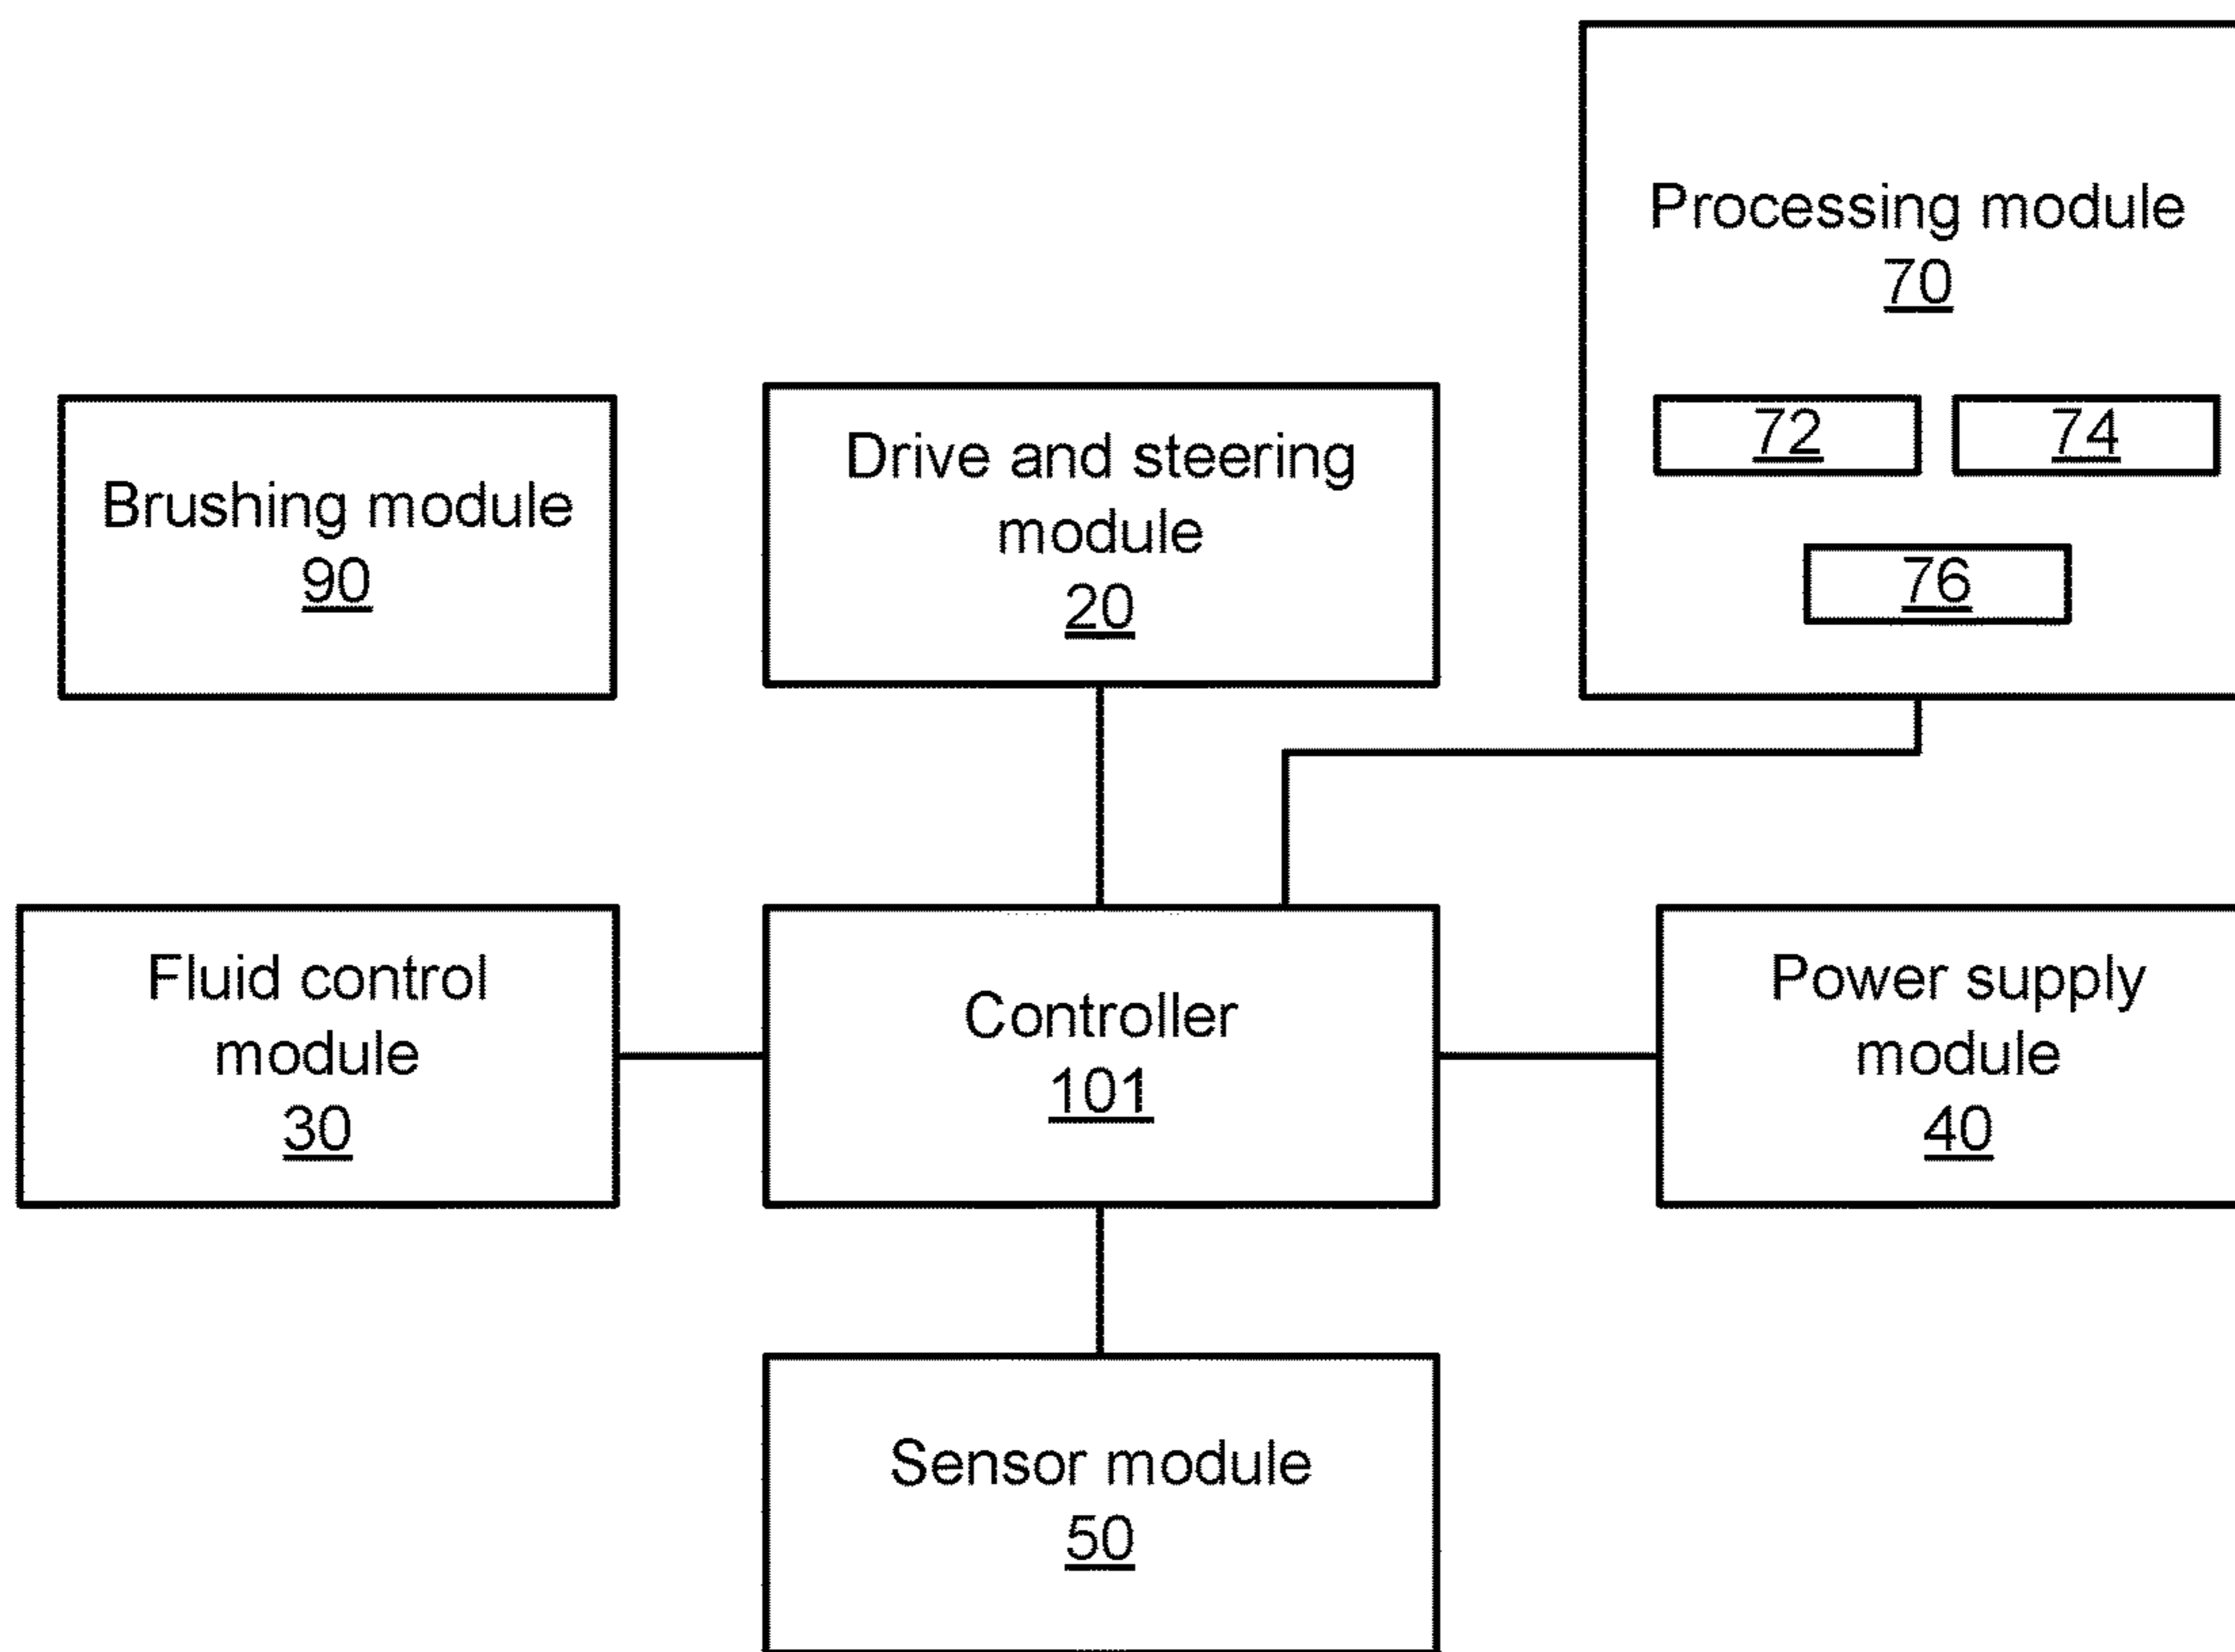 Processing module
70
72
74
76
Brushing module
90
Drive and steering
module
20
Fluid control
module
30
Controller
101
Power supply
module
40
Sensor module
50